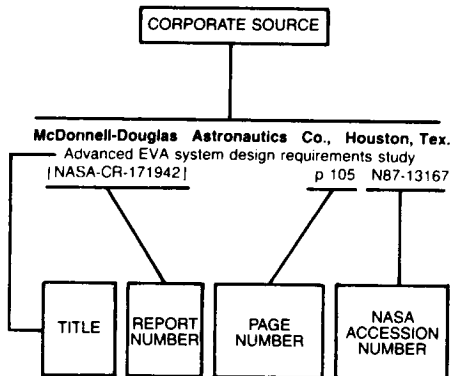 CORPORATE SOURCE
McDonnell-Douglas Astronautics Co., Houston, Tex.
Advanced EVA system design requirements study
[NASA-CR-171942] p 105 N87-13167
TITLE
REPORT
NUMBER
PAGE
NUMBER
NASA
ACCESSION
NUMBER